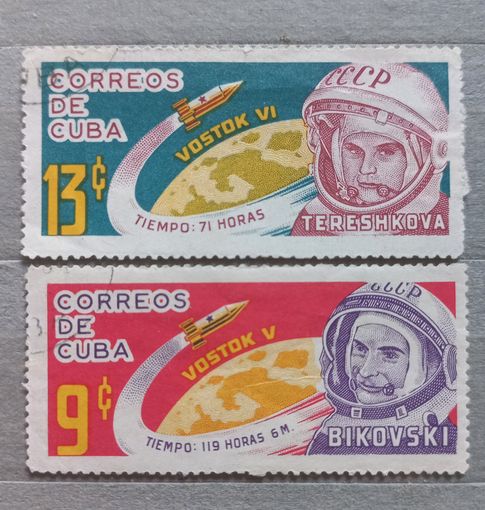 CORREOS
DE
CUBA
13¢
VOSTOK VI
TIEMPO: 71 HORAS
CCCP
TERESHKOVA
CORREOS
DE
CUBA
9¢
VOSTOK V
TIEMPO: 119 HORAS 6 M.
CCCP
BIKOVSKI